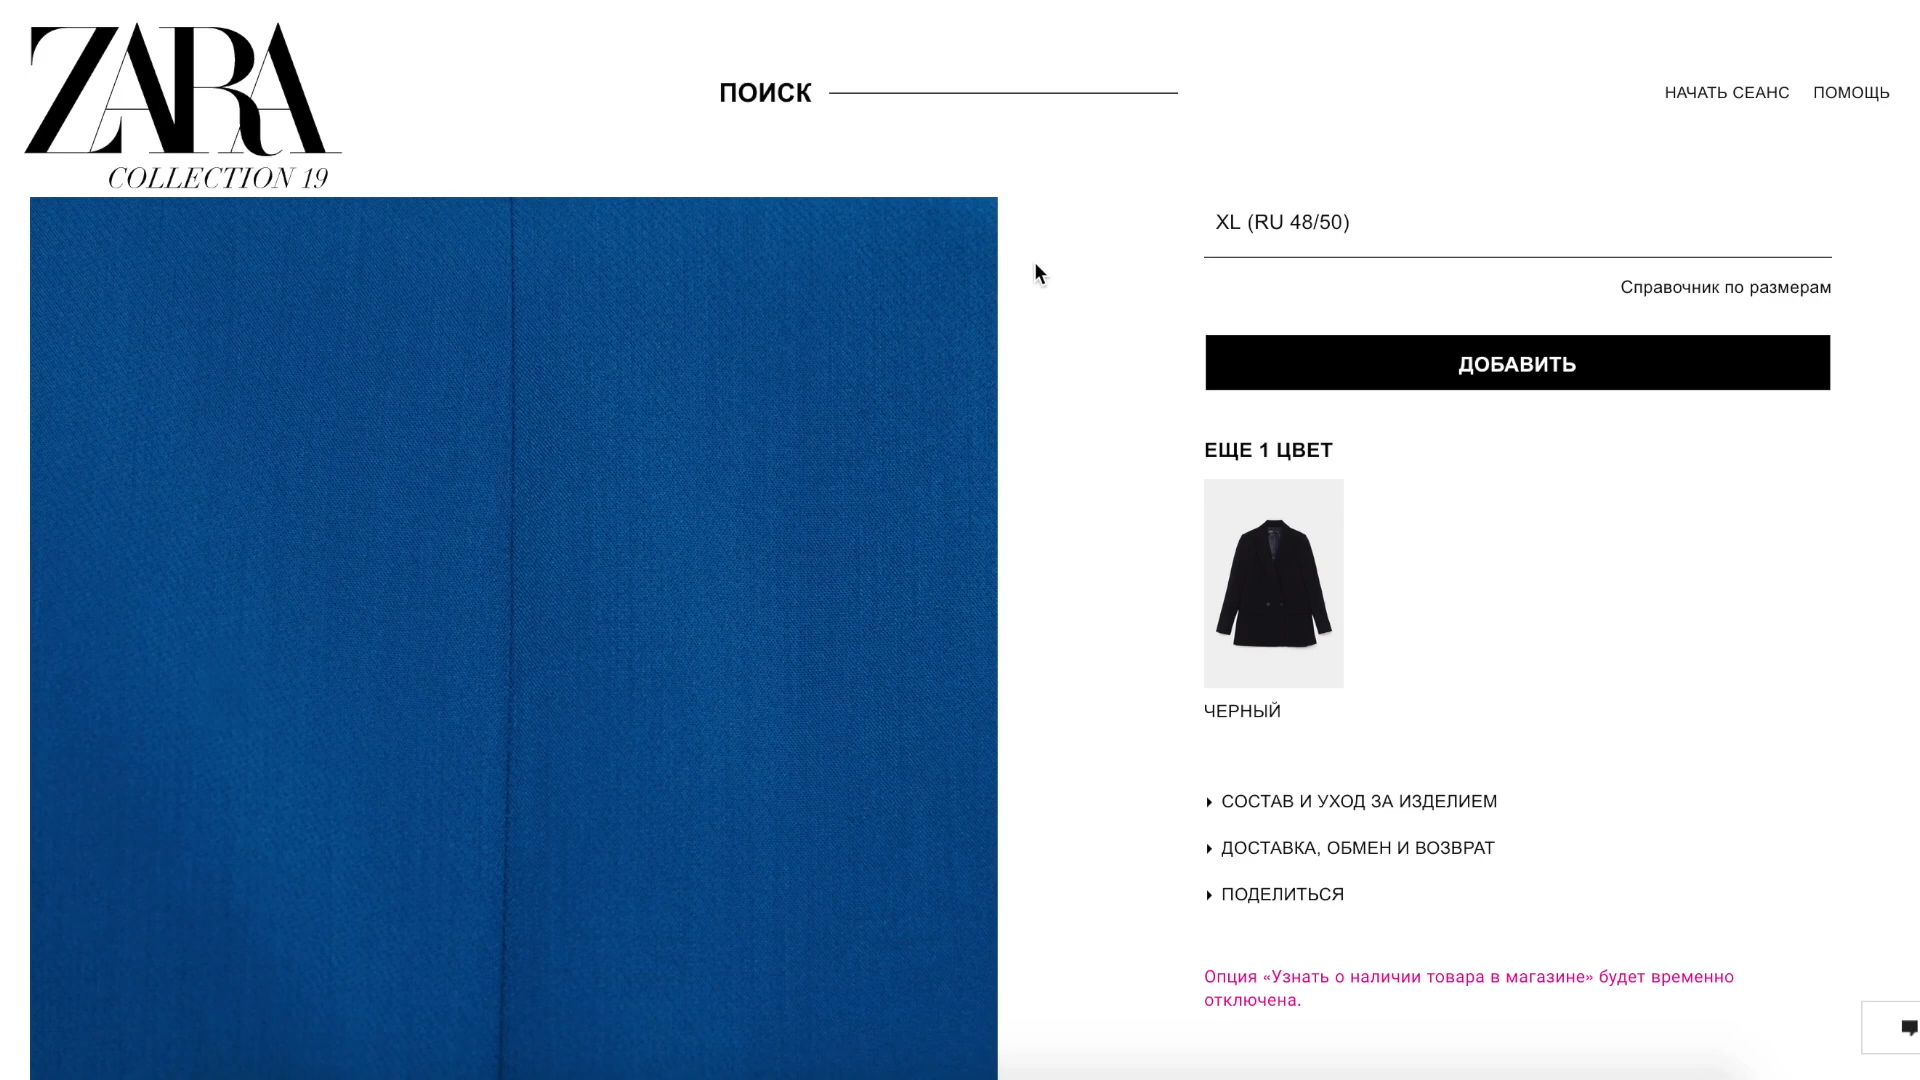 ZARA
COLLECTION 19
ПОИСК
НАЧАТЬ СЕАНС
ПОМОЩЬ
XL (RU 48/50)
Справочник по размерам
ДОБАВИТЬ
ЕЩЕ 1 ЦВЕТ
ЧЕРНЫЙ
СОСТАВ И УХОД ЗА ИЗДЕЛИЕМ
ДОСТАВКА, ОБМЕН И ВОЗВРАТ
ПОДЕЛИТЬСЯ
Опция «Узнать о наличии товара в магазине» будет временно
отключена.